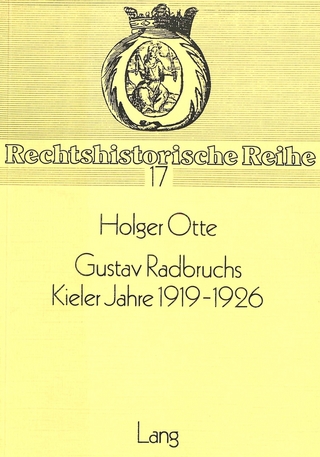 Rechtshistorische Reihe
17
Holger Otte
Gustav Radbruchs
Kieler Jahre 1919-1926
Lang